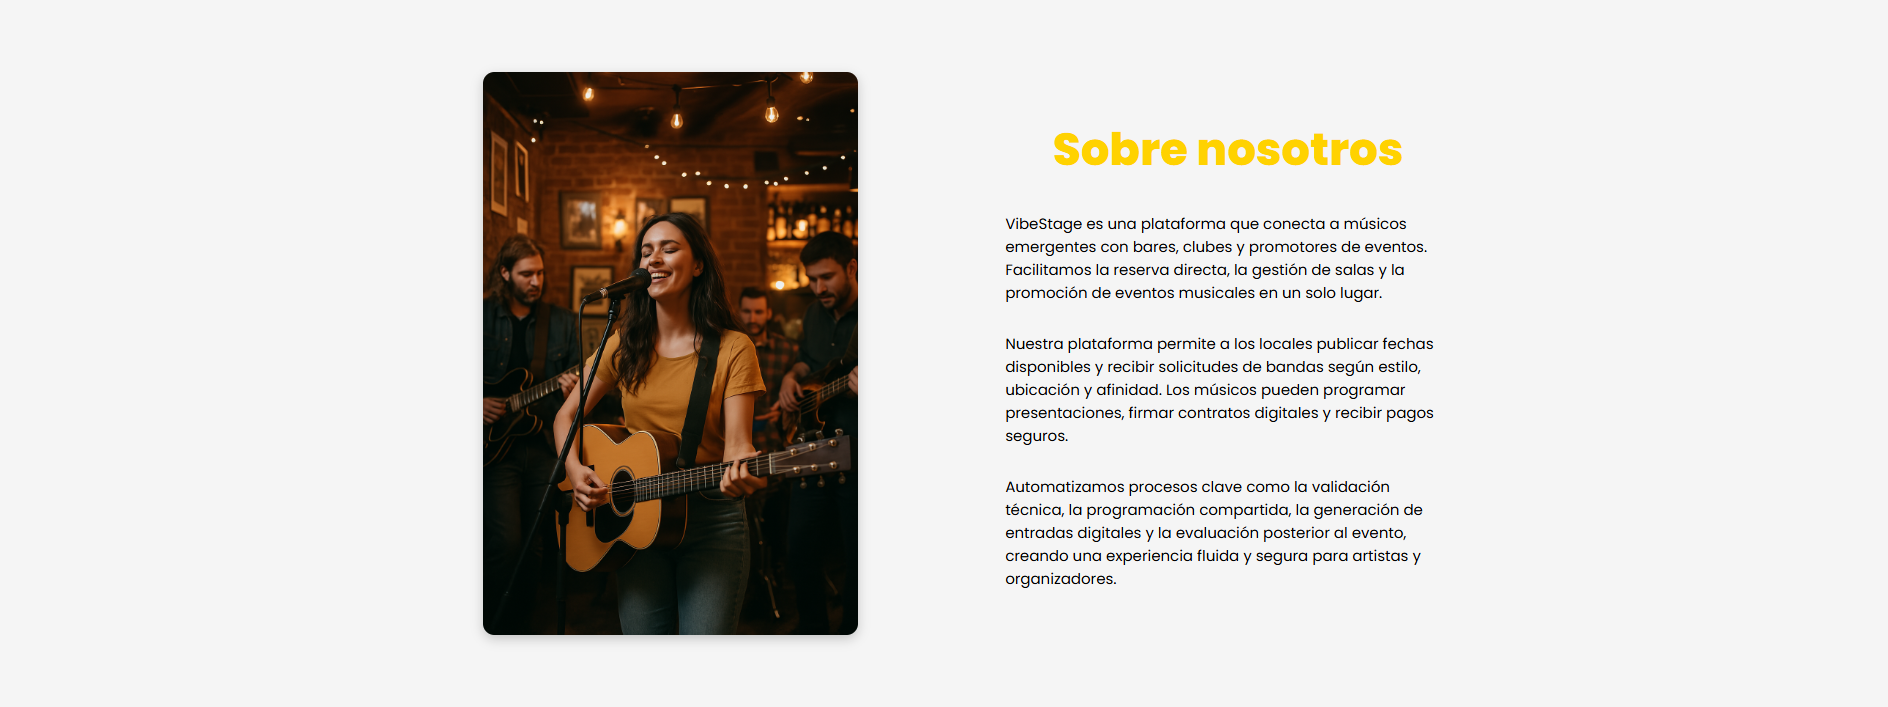 Sobre nosotros
VibeStage es una plataforma que conecta a músicos
emergentes con bares, clubes y promotores de eventos.
Facilitamos la reserva directa, la gestión de salas y la
promoción de eventos musicales en un solo lugar.
Nuestra plataforma permite a los locales publicar fechas
disponibles y recibir solicitudes de bandas según estilo,
ubicación y afinidad. Los músicos pueden programar
presentaciones, firmar contratos digitales y recibir pagos
seguros.
Automatizamos procesos clave como la validación
técnica, la programación compartida, la generación de
entradas digitales y la evaluación posterior al evento,
creando una experiencia fluida y segura para artistas y
organizadores.